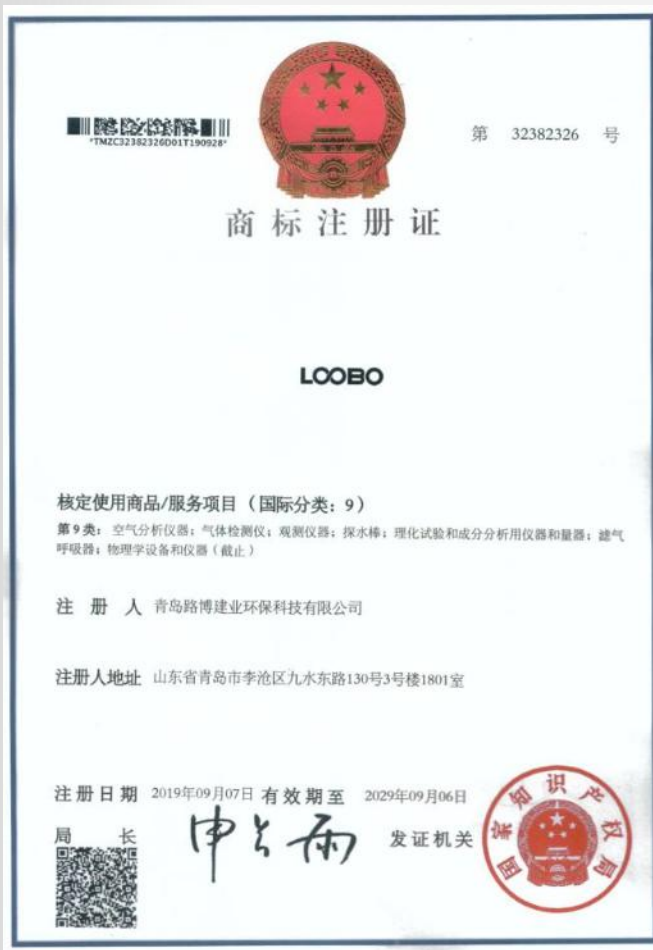 *TMZC32382326D01T190928*
第 32382326 号
商标注册证
LOOBO
核定使用商品/服务项目（国际分类：9）
第9类：空气分析仪器；气体检测仪；观测仪器；探水棒；理化试验和成分分析用仪器和量器；滤气
呼吸器；物理学设备和仪器（截止）
注册人 青岛路博建业环保科技有限公司
注册人地址 山东省青岛市李沧区九水东路130号3号楼1801室
注册日期 2019年09月07日 有效期至 2029年09月06日
局长 申长雨 发证机关
国家知识产权局